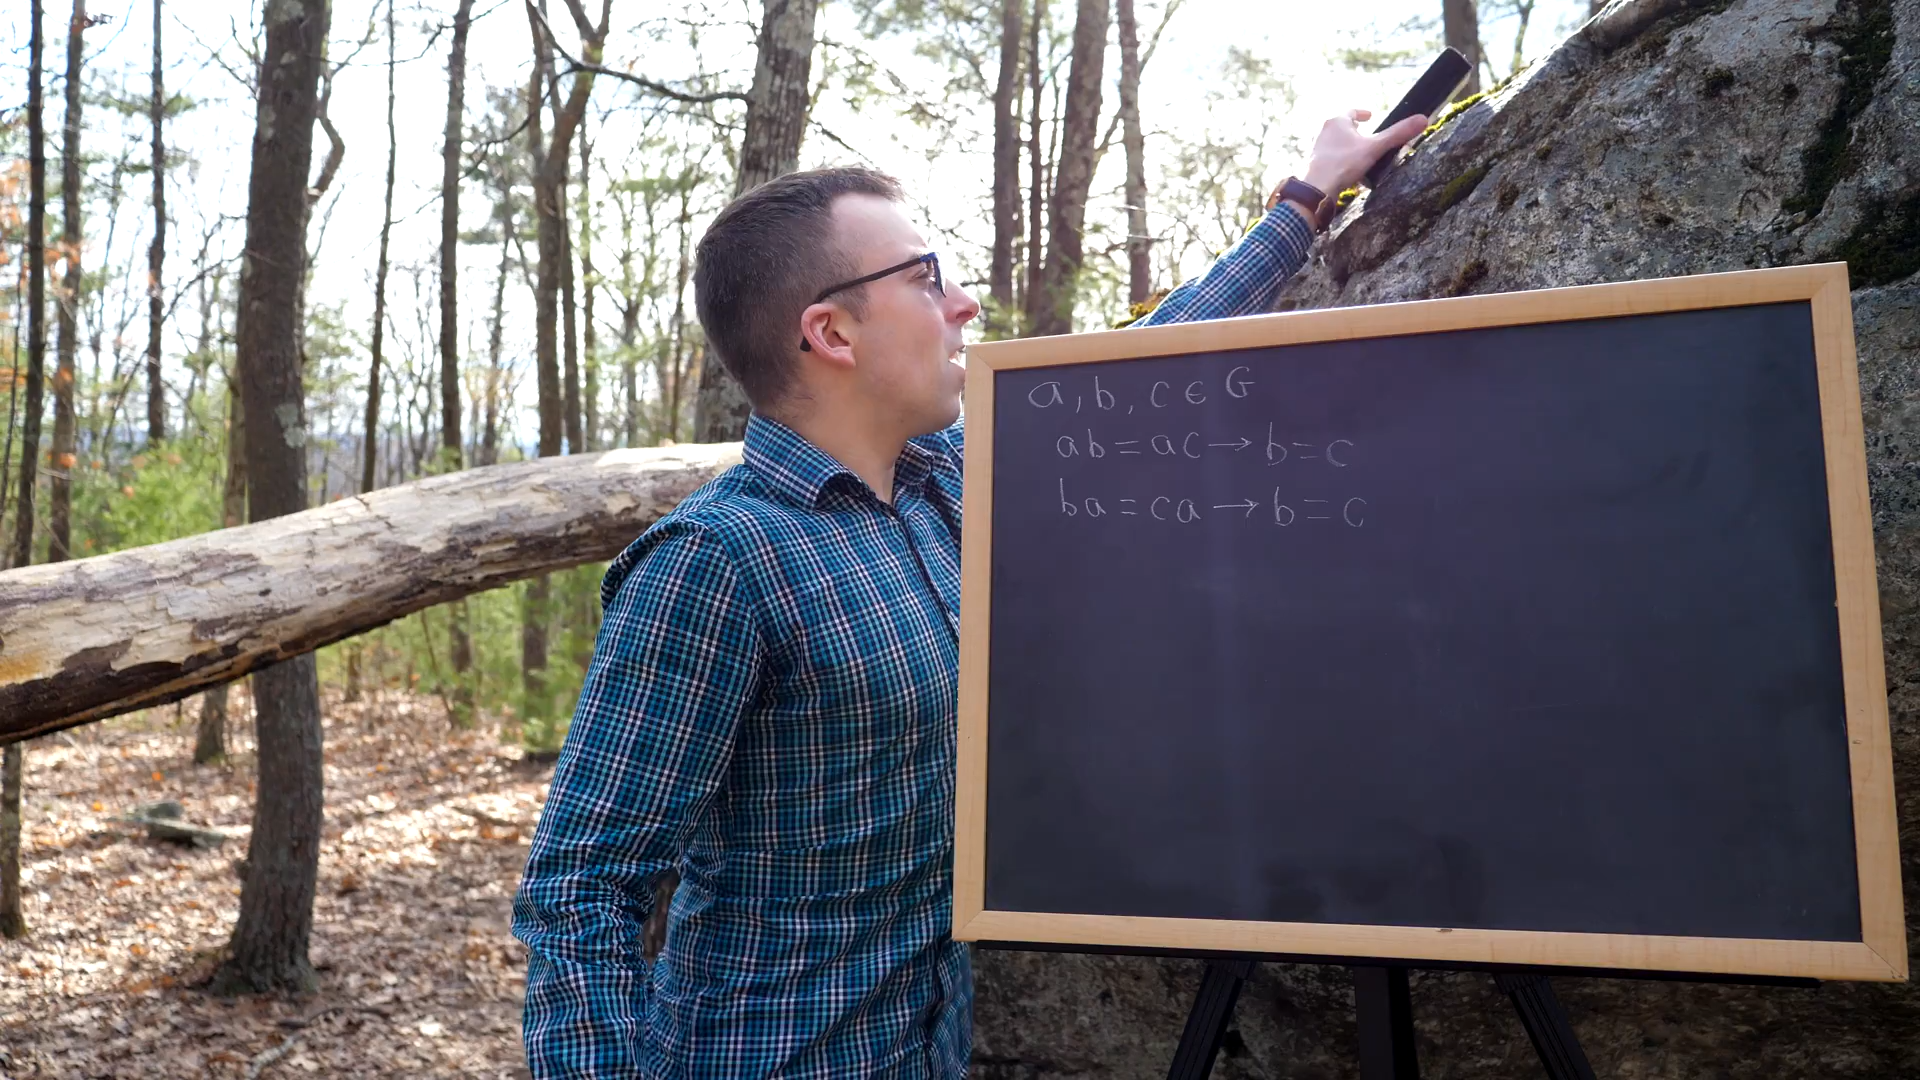 a, b, c ∈ G
ab = ac → b = c
ba = ca → b = c